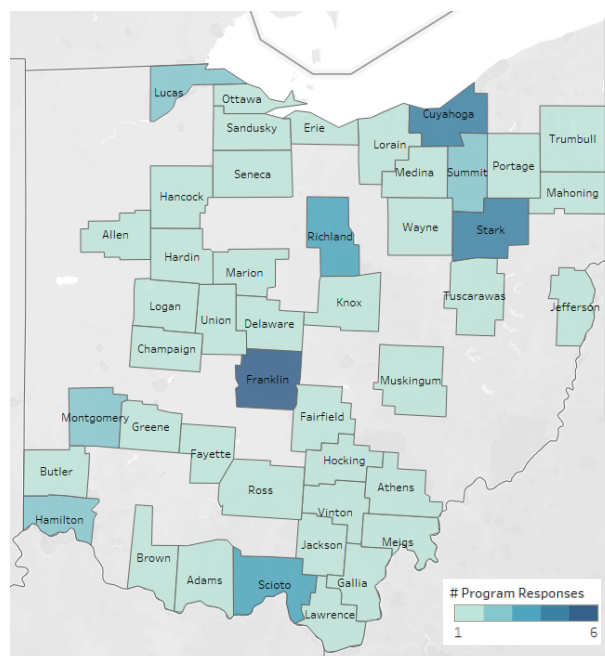 Lucas
Ottawa
Cuyahoga
Sandusky
Erie
Lorain
Trumbull
Medina
Summit
Portage
Seneca
Mahoning
Hancock
Wayne
Stark
Allen
Richland
Hardin
Marion
Tuscarawas
Knox
Jefferson
Logan
Union
Delaware
Champaign
Franklin
Muskingum
Montgomery
Greene
Fairfield
Fayette
Hocking
Butler
Ross
Athens
Vinton
Hamilton
Jackson
Meigs
Brown
Adams
Scioto
Gallia
Lawrence
# Program Responses
1 6